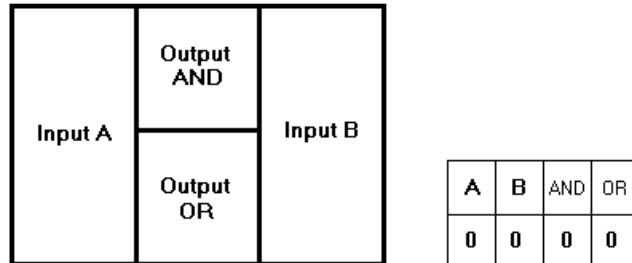 Input A
Output
AND
Output
OR
Input B
A B AND OR
0 0 0 0